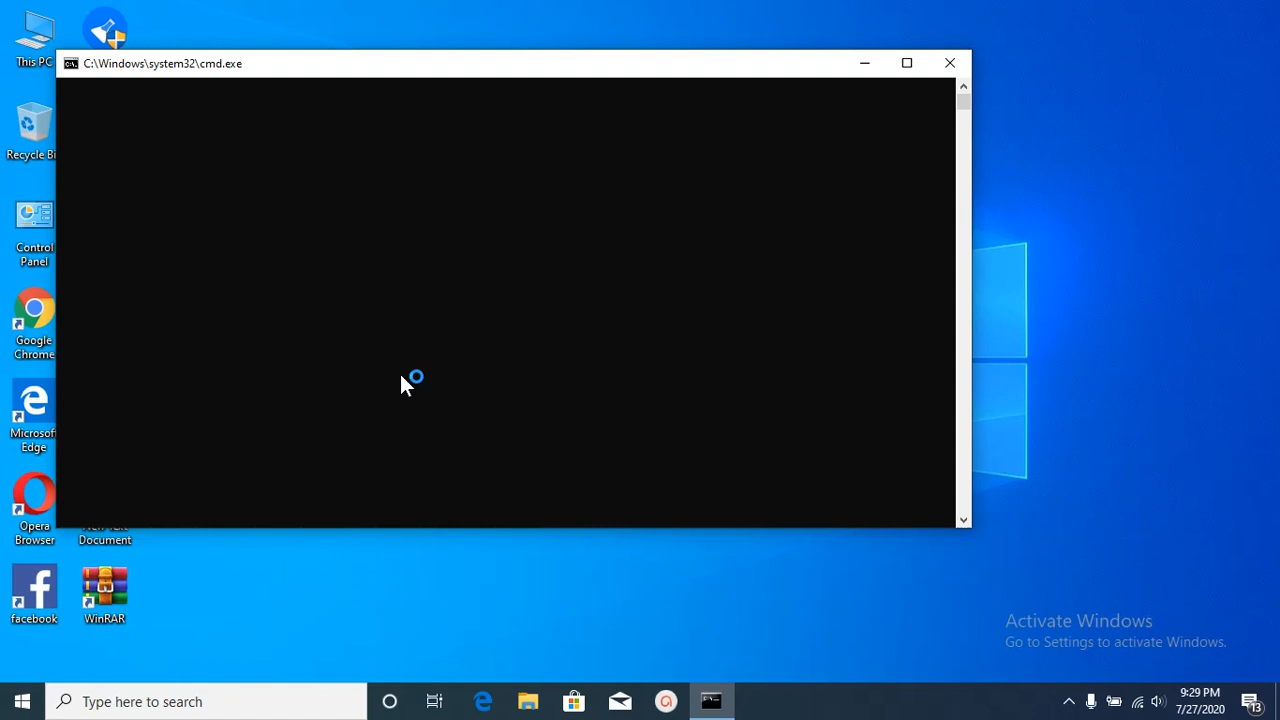 This PC
C:\Windows\system32\cmd.exe
Recycle Bi
Control
Panel
Google
Chrome
Microsof
Edge
Opera
Browser
Document
facebook
WinRAR
Activate Windows
Go to Settings to activate Windows.
Type here to search
9:29 PM
7/27/2020
13